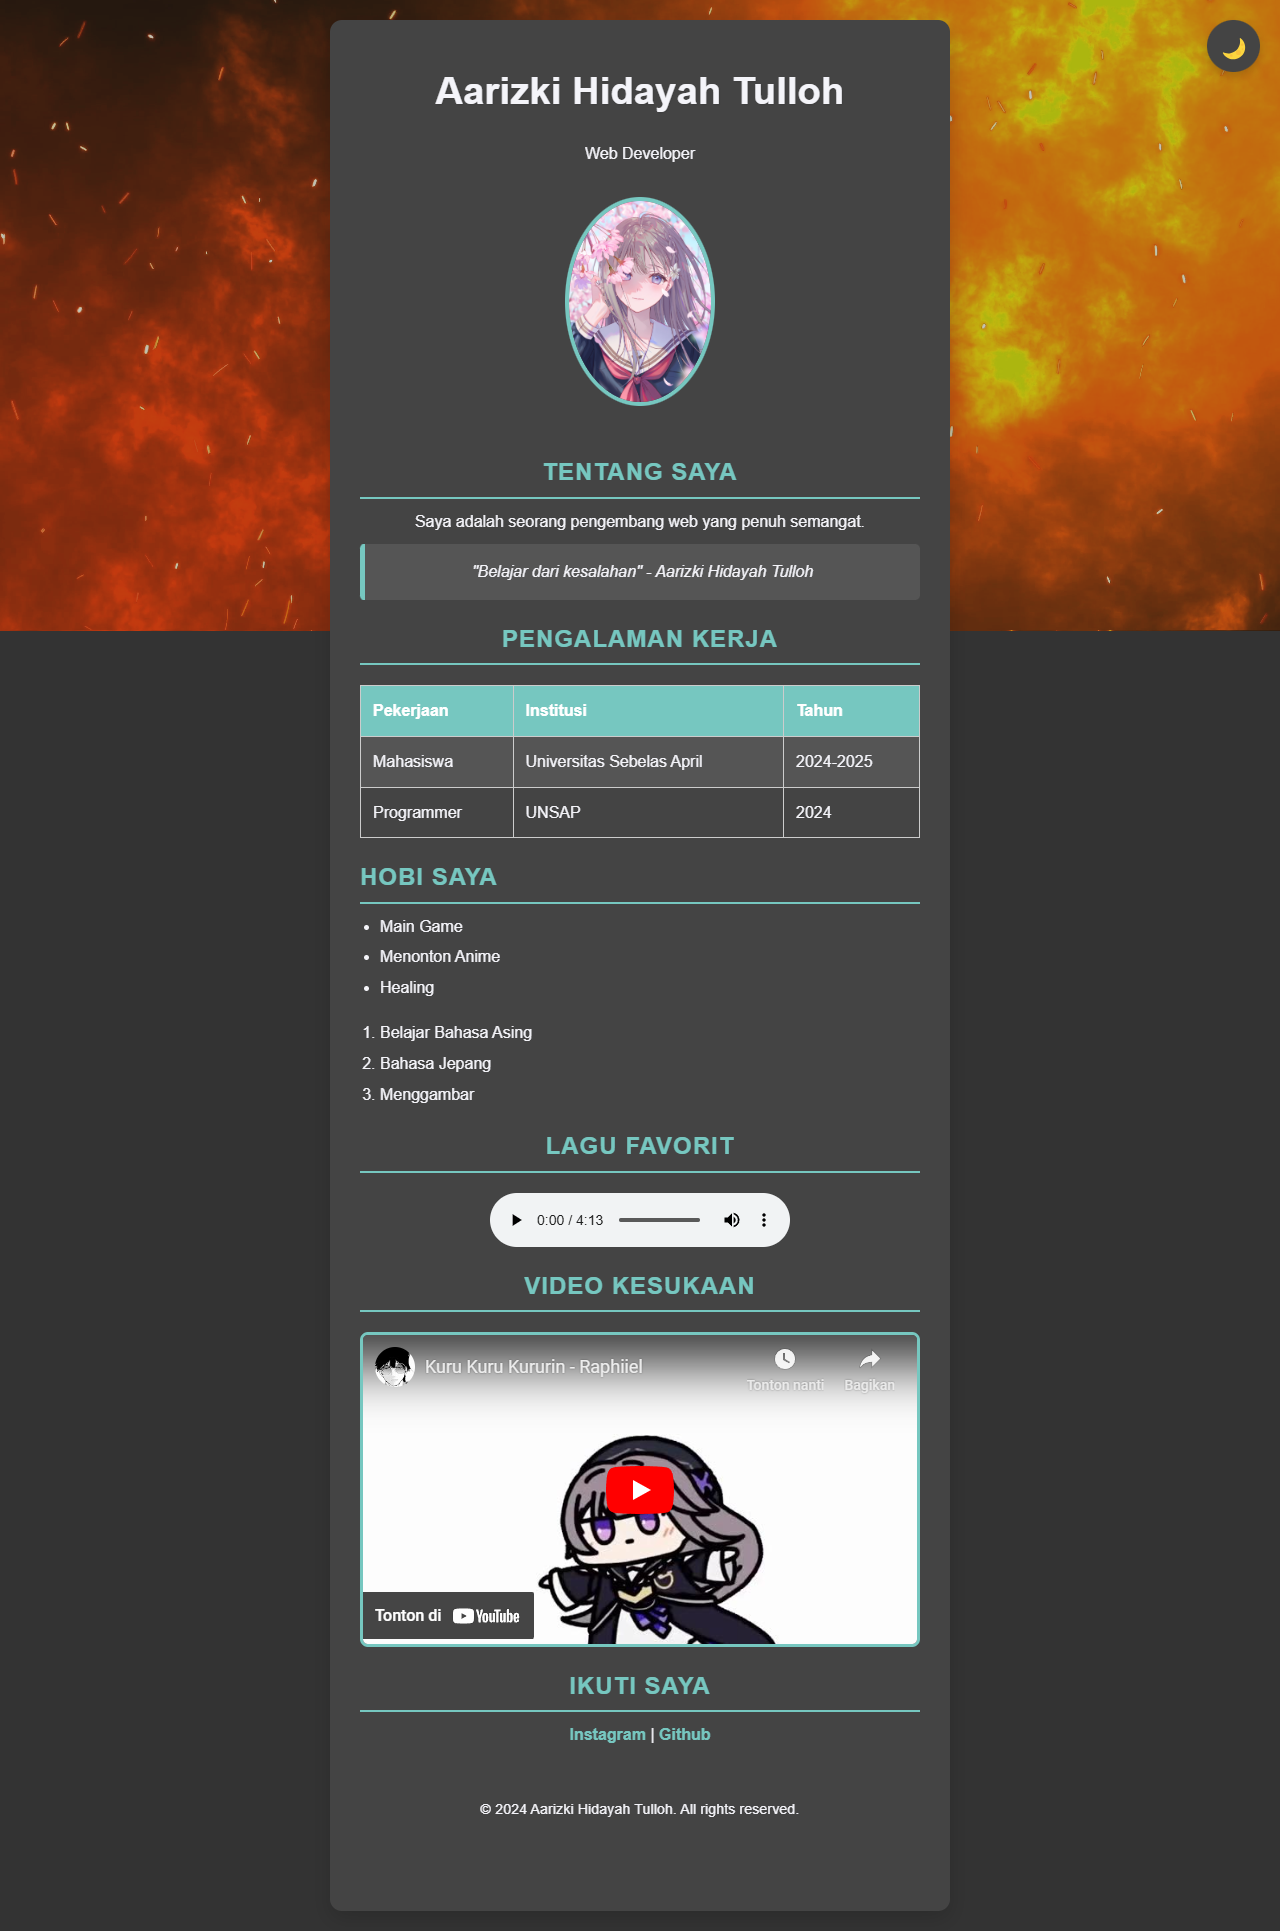 Aarizki Hidayah Tulloh
Web Developer
TENTANG SAYA
Saya adalah seorang pengembang web yang penuh semangat.
"Belajar dari kesalahan" - Aarizki Hidayah Tulloh
PENGALAMAN KERJA
Pekerjaan Institusi Tahun
Mahasiswa Universitas Sebelas April 2024-2025
Programmer UNSAP 2024
HOBI SAYA
• Main Game
• Menonton Anime
• Healing
1. Belajar Bahasa Asing
2. Bahasa Jepang
3. Menggambar
LAGU FAVORIT
0:00 / 4:13
VIDEO KESUKAAN
Kuru Kuru Kururin - Raphiiel
Tonton nanti Bagikan
Tonton di YouTube
IKUTI SAYA
Instagram | Github
© 2024 Aarizki Hidayah Tulloh. All rights reserved.